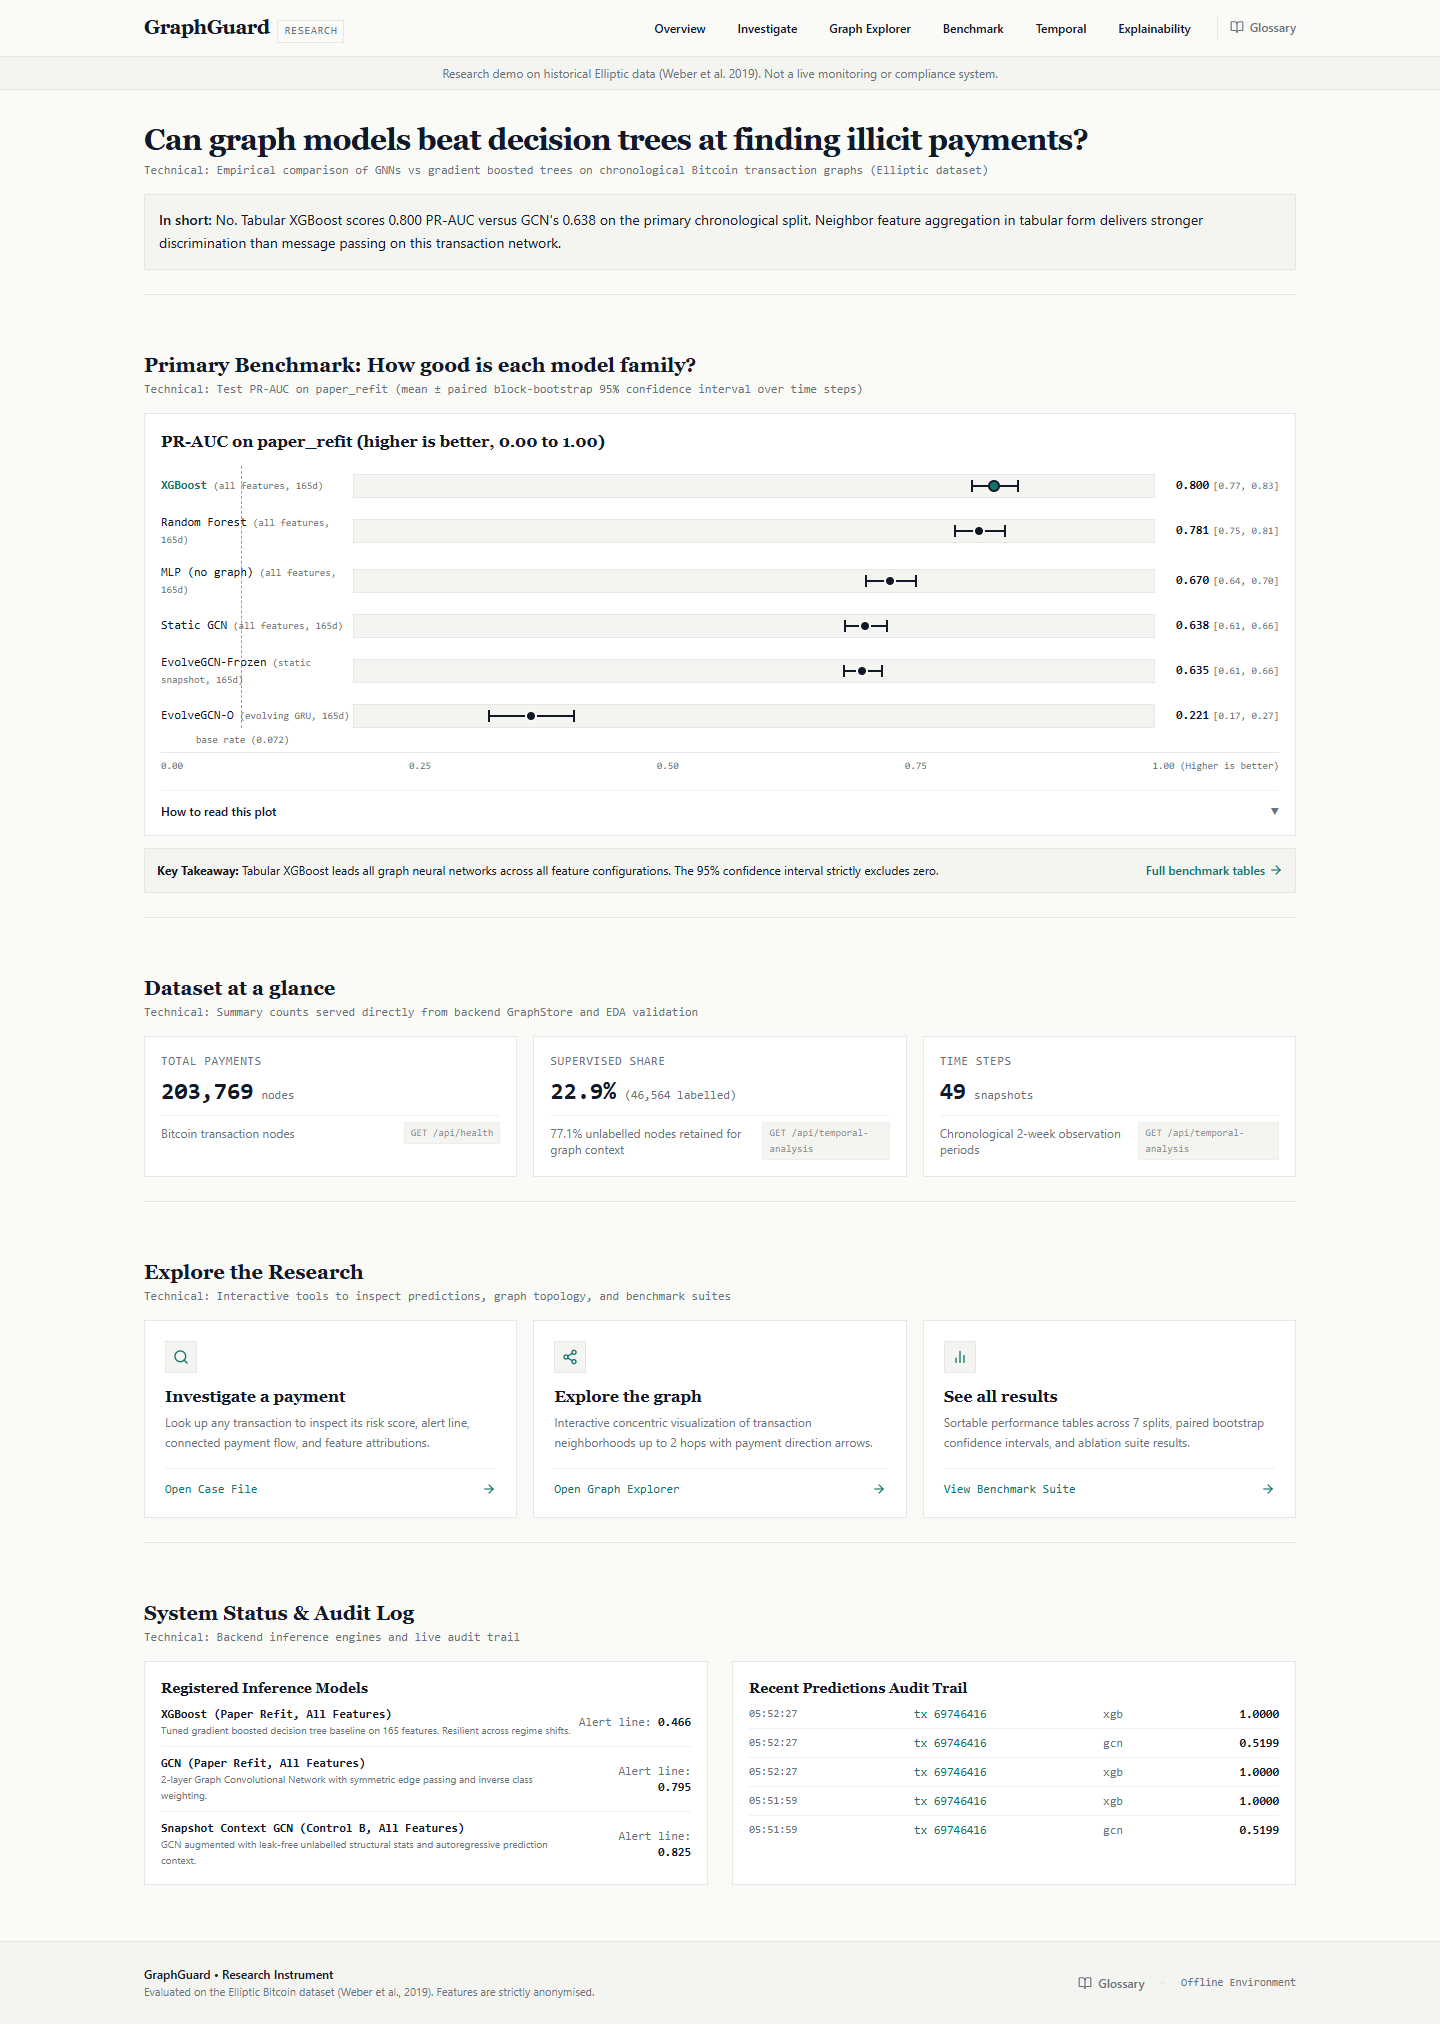 GraphGuard RESEARCH Overview Investigate Graph Explorer Benchmark Temporal Explainability Glossary
Research demo on historical Elliptic data (Weber et al. 2019). Not a live monitoring or compliance system.
Can graph models beat decision trees at finding illicit payments?
Technical: Empirical comparison of GNNs vs gradient boosted trees on chronological Bitcoin transaction graphs (Elliptic dataset)
In short: No. Tabular XGBoost scores 0.800 PR-AUC versus GCN's 0.638 on the primary chronological split. Neighbor feature aggregation in tabular form delivers stronger
discrimination than message passing on this transaction network.
Primary Benchmark: How good is each model family?
Technical: Test PR-AUC on paper_refit (mean ± paired block-bootstrap 95% confidence interval over time steps)
PR-AUC on paper_refit (higher is better, 0.00 to 1.00)
XGBoost (all features, 165d) 0.800 [0.77, 0.83]
Random Forest (all features,
165d)
0.781 [0.75, 0.81]
MLP (no graph) (all features,
165d)
0.670 [0.64, 0.70]
Static GCN (all features, 165d) 0.638 [0.61, 0.66]
EvolveGCN-Frozen (static
snapshot, 165d)
0.635 [0.61, 0.66]
EvolveGCN-O (evolving GRU, 165d) 0.221 [0.17, 0.27]
base rate (0.072)
0.00 0.25 0.50 0.75 1.00 (Higher is better)
How to read this plot ▼
Key Takeaway: Tabular XGBoost leads all graph neural networks across all feature configurations. The 95% confidence interval strictly excludes zero. Full benchmark tables →
Dataset at a glance
Technical: Summary counts served directly from backend GraphStore and EDA validation
TOTAL PAYMENTS
203,769 nodes
Bitcoin transaction nodes GET /api/health
SUPERVISED SHARE
22.9% (46,564 labelled)
77.1% unlabelled nodes retained for
graph context
GET /api/temporal-
analysis
TIME STEPS
49 snapshots
Chronological 2-week observation
periods
GET /api/temporal-
analysis
Explore the Research
Technical: Interactive tools to inspect predictions, graph topology, and benchmark suites
Investigate a payment
Look up any transaction to inspect its risk score, alert line,
connected payment flow, and feature attributions.
Open Case File →
Explore the graph
Interactive concentric visualization of transaction
neighborhoods up to 2 hops with payment direction arrows.
Open Graph Explorer →
See all results
Sortable performance tables across 7 splits, paired bootstrap
confidence intervals, and ablation suite results.
View Benchmark Suite →
System Status & Audit Log
Technical: Backend inference engines and live audit trail
Registered Inference Models
XGBoost (Paper Refit, All Features)
Tuned gradient boosted decision tree baseline on 165 features. Resilient across regime shifts.
Alert line: 0.466
GCN (Paper Refit, All Features)
2-layer Graph Convolutional Network with symmetric edge passing and inverse class
weighting.
Alert line:
0.795
Snapshot Context GCN (Control B, All Features)
GCN augmented with leak-free unlabelled structural stats and autoregressive prediction
context.
Alert line:
0.825
Recent Predictions Audit Trail
05:52:27 tx 69746416 xgb 1.0000
05:52:27 tx 69746416 gcn 0.5199
05:52:27 tx 69746416 xgb 1.0000
05:51:59 tx 69746416 xgb 1.0000
05:51:59 tx 69746416 gcn 0.5199
GraphGuard • Research Instrument
Evaluated on the Elliptic Bitcoin dataset (Weber et al., 2019). Features are strictly anonymised.
Glossary · Offline Environment